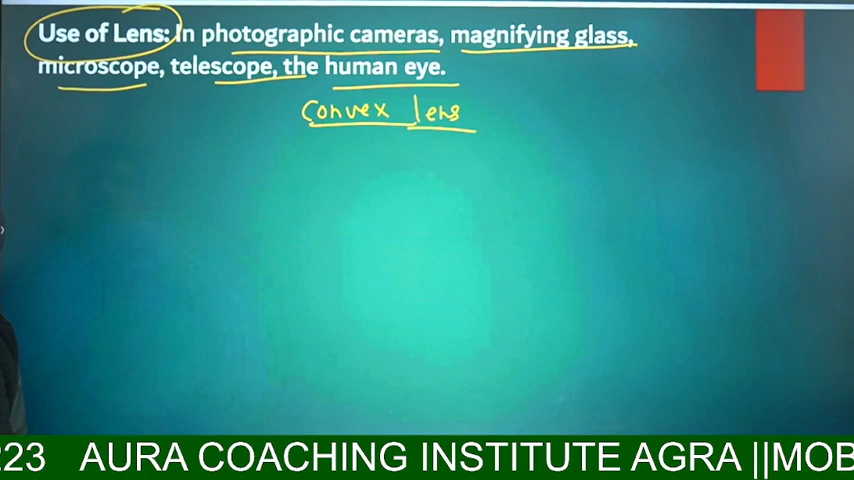 Use of Lens: In photographic cameras, magnifying glass,
microscope, telescope, the human eye.
Convex lens
223 AURA COACHING INSTITUTE AGRA ||MOB